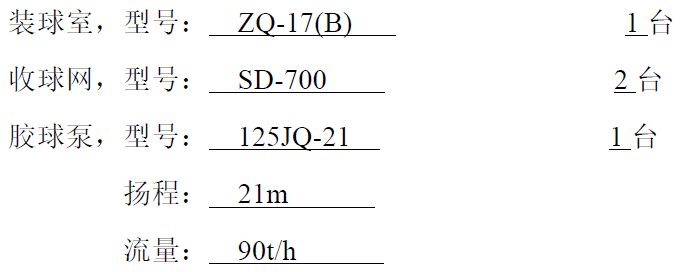 装球室，型号： ZQ-17(B) 1 台
收球网，型号： SD-700 2 台
胶球泵，型号： 125JQ-21 1 台
扬程： 21m
流量： 90t/h